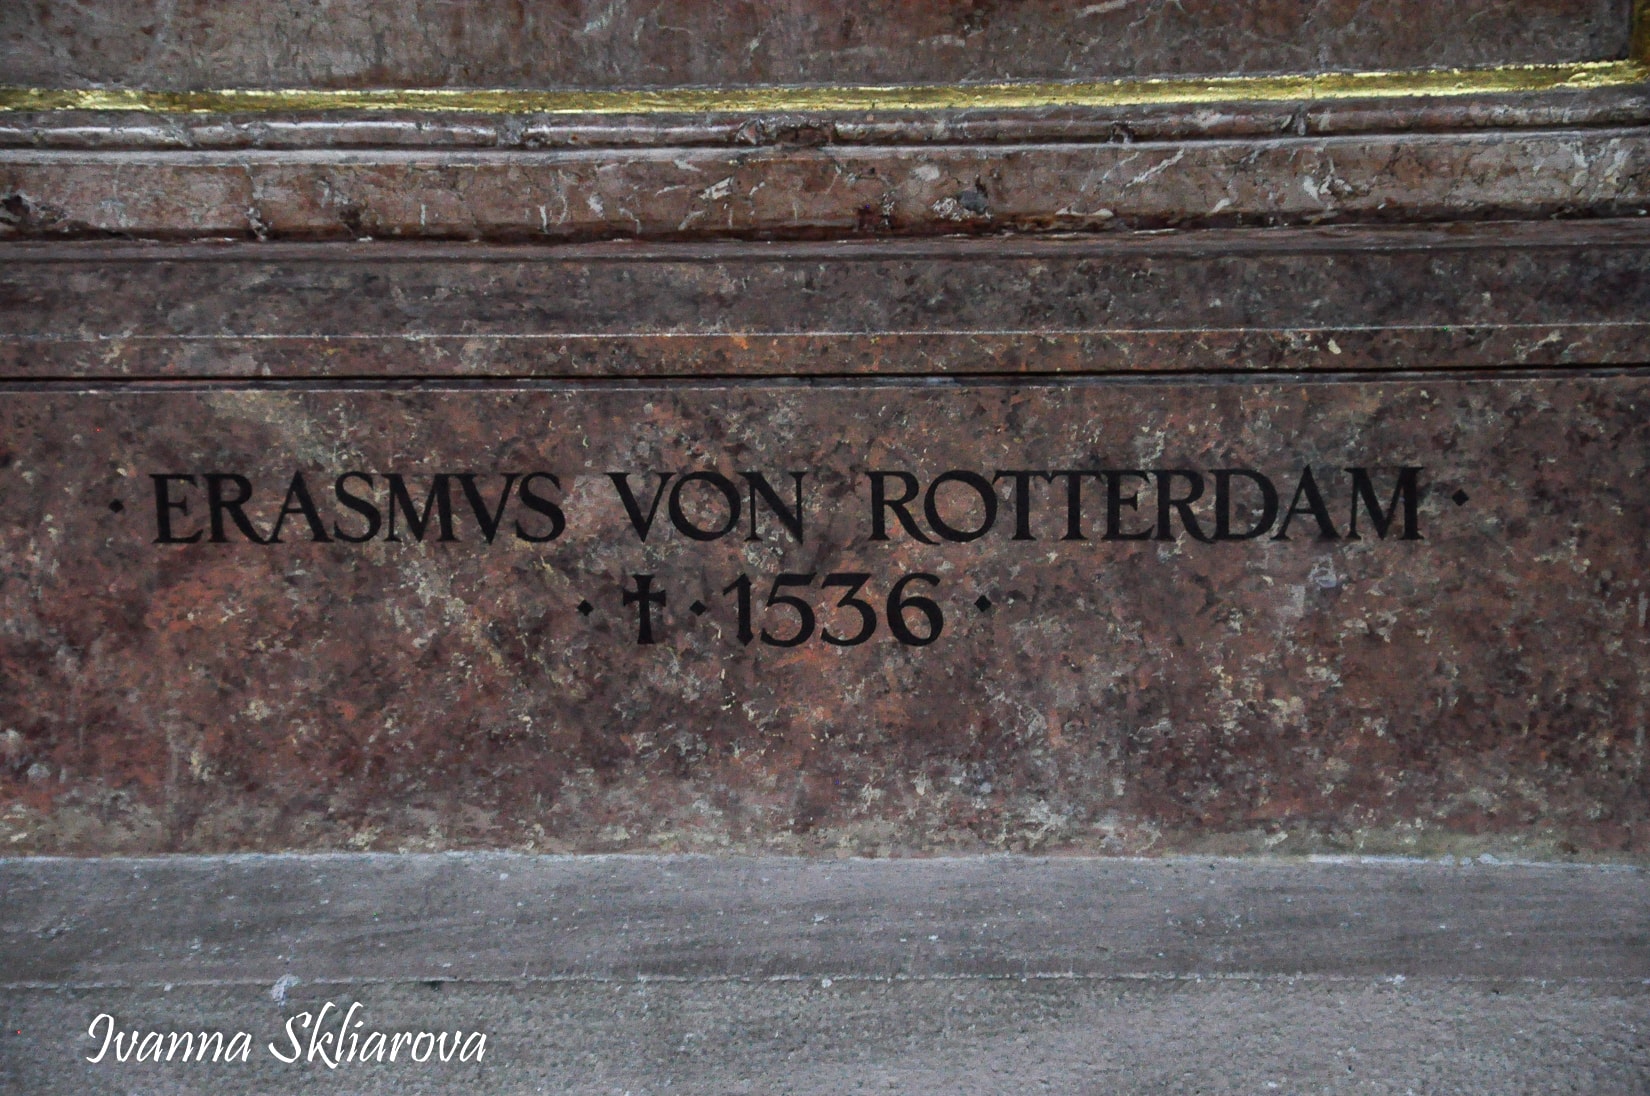 · ERASMVS VON ROTTERDAM ·
· † · 1536 ·
Ivanna Skliarova